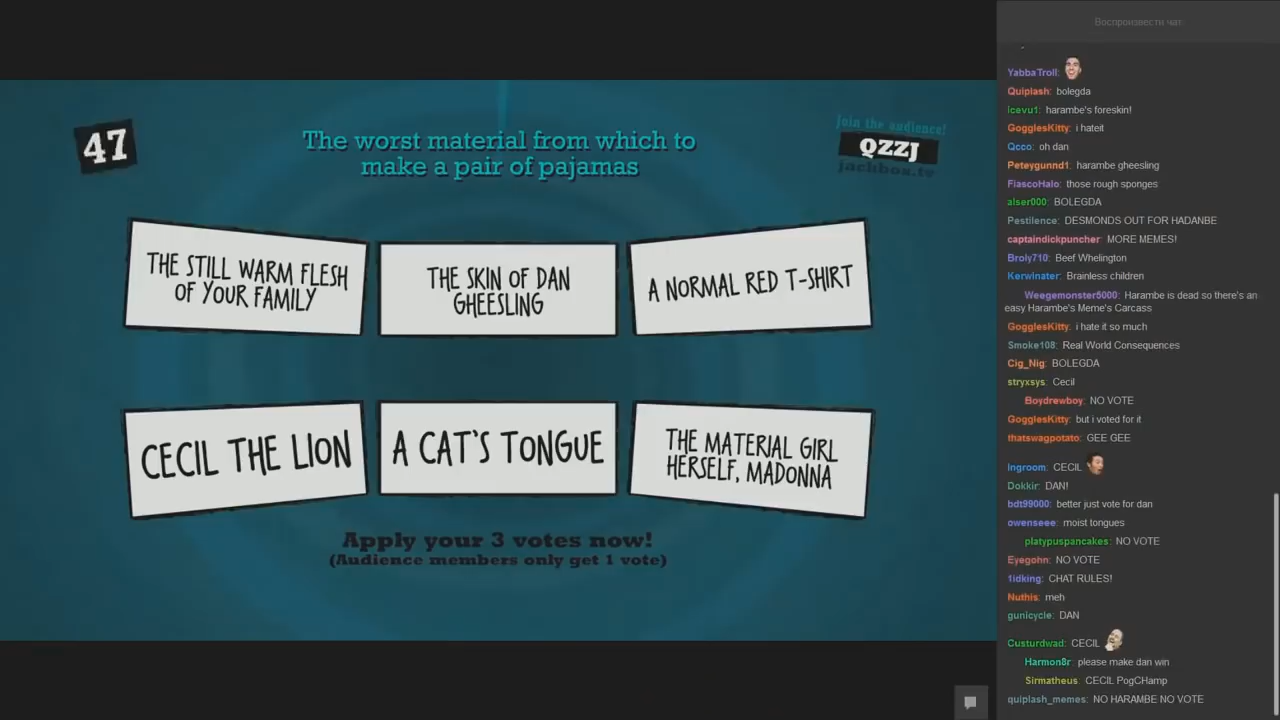 Воспроизвести чат
47
The worst material from which to
make a pair of pajamas
Join the audience!
QZZJ
jackbox.tv
THE STILL WARM FLESH
OF YOUR FAMILY
THE SKIN OF DAN
GHEESLING
A NORMAL RED T-SHIRT
CECIL THE LION
A CAT'S TONGUE
THE MATERIAL GIRL
HERSELF, MADONNA
Apply your 3 votes now!
(Audience members only get 1 vote)
YabbaTroll:
Quiplash: bolegda
Icevu1: harambe's foreskin!
GogglesKitty: i hateit
Qcco: oh dan
Peteygunnd1: harambe gheesling
FiascoHalo: those rough sponges
alser000: BOLEGDA
Pestilence: DESMONDS OUT FOR HADANBE
captaindickpuncher: MORE MEMES!
Broly710: Beef Whelington
Kerwinater: Brainless children
Weegemonster5000: Harambe is dead so there's an
easy Harambe's Meme's Carcass
GogglesKitty: i hate it so much
Smoke108: Real World Consequences
Cig_Nig: BOLEGDA
stryxsys: Cecil
Boydrewboy: NO VOTE
GogglesKitty: but i voted for it
thatswagpotato: GEE GEE
Ingroom: CECIL
Dokkir: DAN!
bdt99000: better just vote for dan
owenseee: moist tongues
platypuspancakes: NO VOTE
Eyegohn: NO VOTE
1idking: CHAT RULES!
Nuthis: meh
gunicycle: DAN
Custurdwad: CECIL
Harmon8r: please make dan win
Sirmatheus: CECIL PogCHamp
quiplash_memes: NO HARAMBE NO VOTE